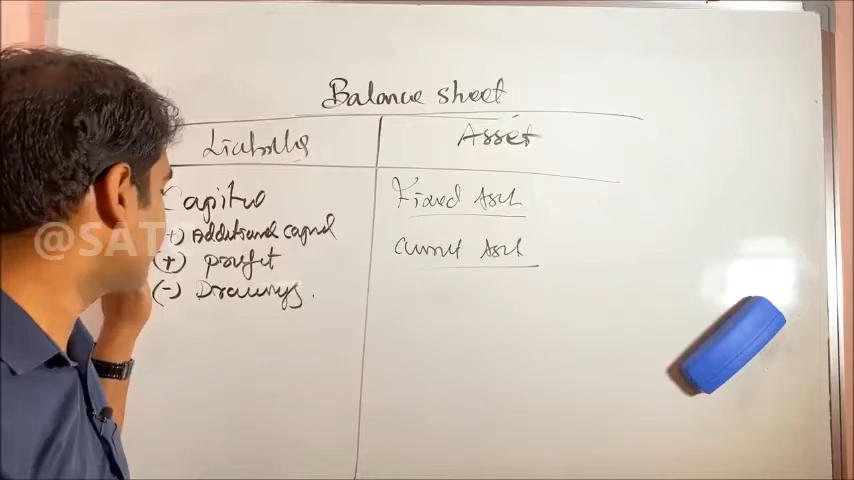 Balance sheet
Liabilities
Asset
Capital
(+) Additional capital
(+) profit
(-) Drawings.
Fixed Asset
Current Asset
@SAT